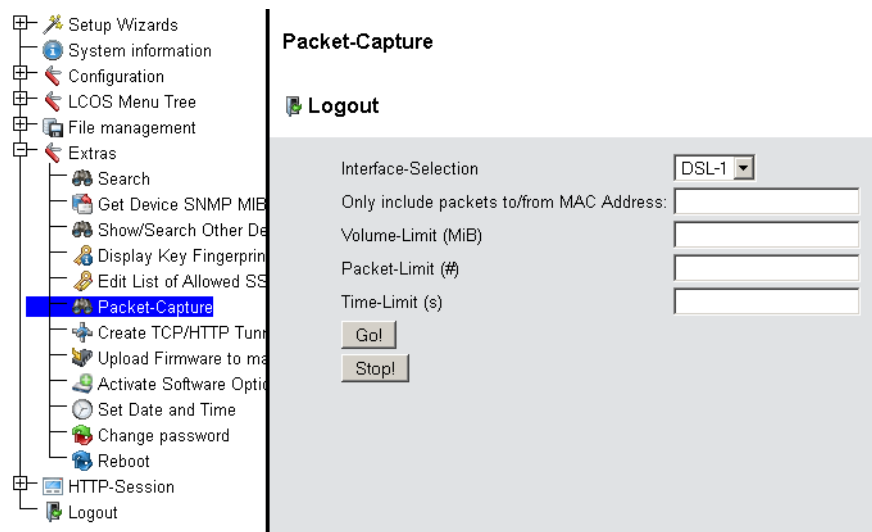 Setup Wizards
System information
Configuration
LCOS Menu Tree
File management
Extras
Search
Get Device SNMP MIB
Show/Search Other De
Display Key Fingerprin
Edit List of Allowed SS
Packet-Capture
Create TCP/HTTP Tunn
Upload Firmware to ma
Activate Software Optio
Set Date and Time
Change password
Reboot
HTTP-Session
Logout
Packet-Capture
Logout
Interface-Selection DSL-1
Only include packets to/from MAC Address:
Volume-Limit (MiB)
Packet-Limit (#)
Time-Limit (s)
Go!
Stop!